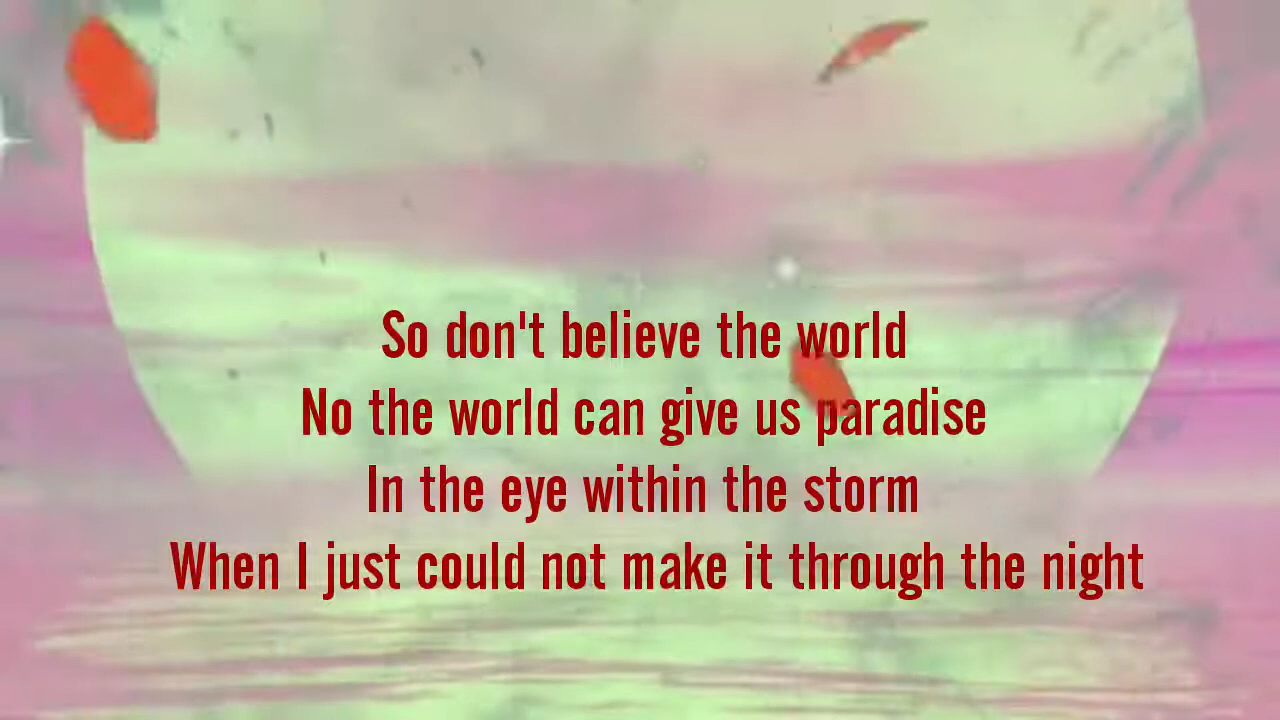 So don't believe the world
No the world can give us paradise
In the eye within the storm
When I just could not make it through the night